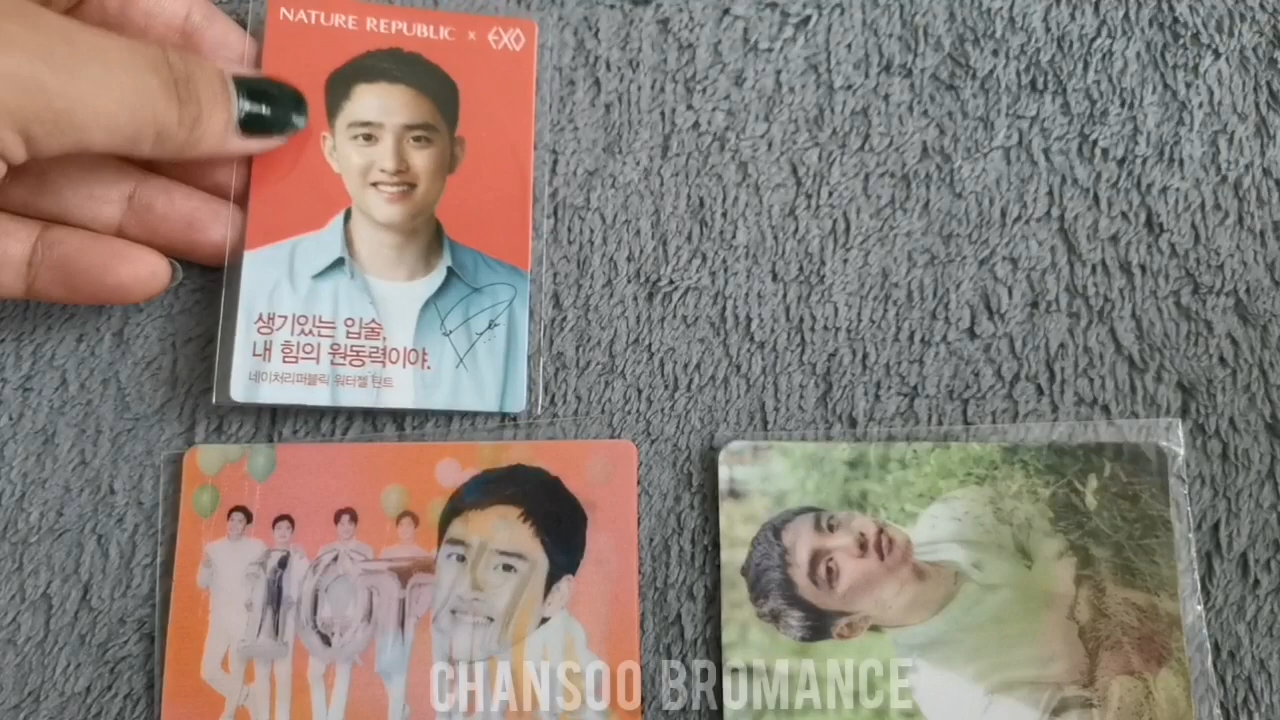 NATURE REPUBLIC x EXO
생기있는 입술,
내 힘의 원동력이야.
네이처리퍼블릭 워터젤 틴트
CHANSOO BROMANCE